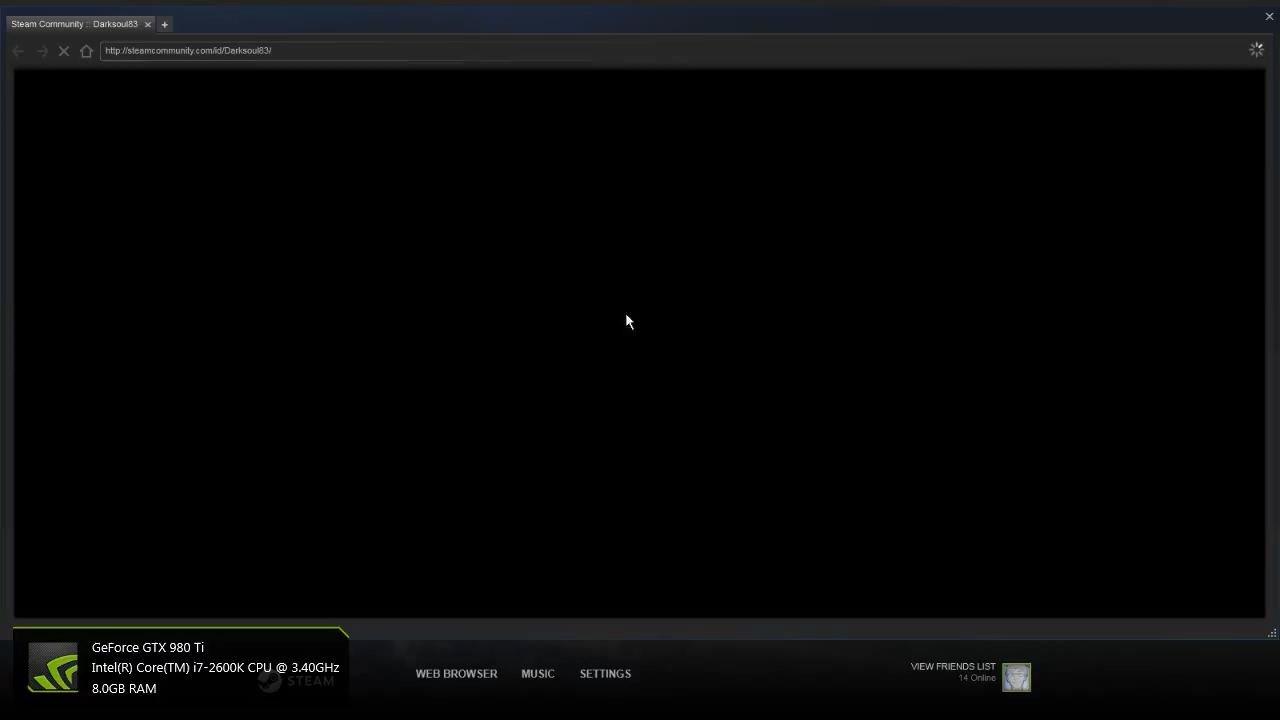 Steam Community :: Darksoul83
http://steamcommunity.com/id/Darksoul83/
GeForce GTX 980 Ti
Intel(R) Core(TM) i7-2600K CPU @ 3.40GHz
8.0GB RAM
STEAM
WEB BROWSER
MUSIC
SETTINGS
VIEW FRIENDS LIST
14 Online